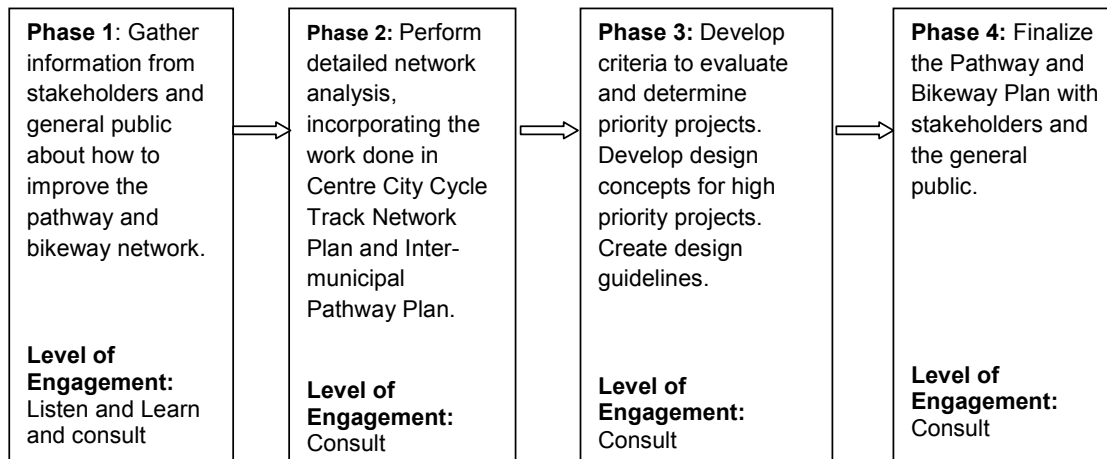 Phase 1: Gather
information from
stakeholders and
general public
about how to
improve the
pathway and
bikeway network.
Level of
Engagement:
Listen and Learn
and consult
Phase 2: Perform
detailed network
analysis,
incorporating the
work done in
Centre City Cycle
Track Network
Plan and Inter-
municipal
Pathway Plan.
Level of
Engagement:
Consult
Phase 3: Develop
criteria to evaluate
and determine
priority projects.
Develop design
concepts for high
priority projects.
Create design
guidelines.
Level of
Engagement:
Consult
Phase 4: Finalize
the Pathway and
Bikeway Plan with
stakeholders and
the general
public.
Level of
Engagement:
Consult